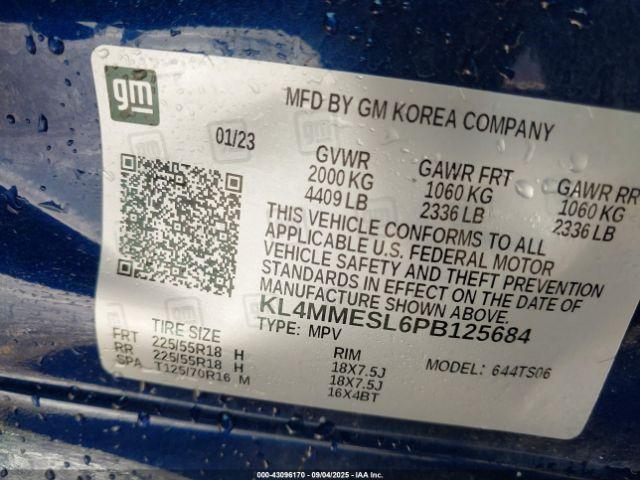 gm
MFD BY GM KOREA COMPANY
01/23
GVWR GAWR FRT GAWR RR
2000 KG 1060 KG 1060 KG
4409 LB 2336 LB 2336 LB
THIS VEHICLE CONFORMS TO ALL
APPLICABLE U.S. FEDERAL MOTOR
VEHICLE SAFETY AND THEFT PREVENTION
STANDARDS IN EFFECT ON THE DATE OF
MANUFACTURE SHOWN ABOVE.
KL4MMESL6PB125684
TYPE: MPV
MODEL: 644TS06
TIRE SIZE RIM
FRT 225/55R18 H 18X7.5J
RR 225/55R18 H 18X7.5J
SPA T125/70R16 M 16X4BT
000-43096170 - 09/04/2025 - IAA Inc.